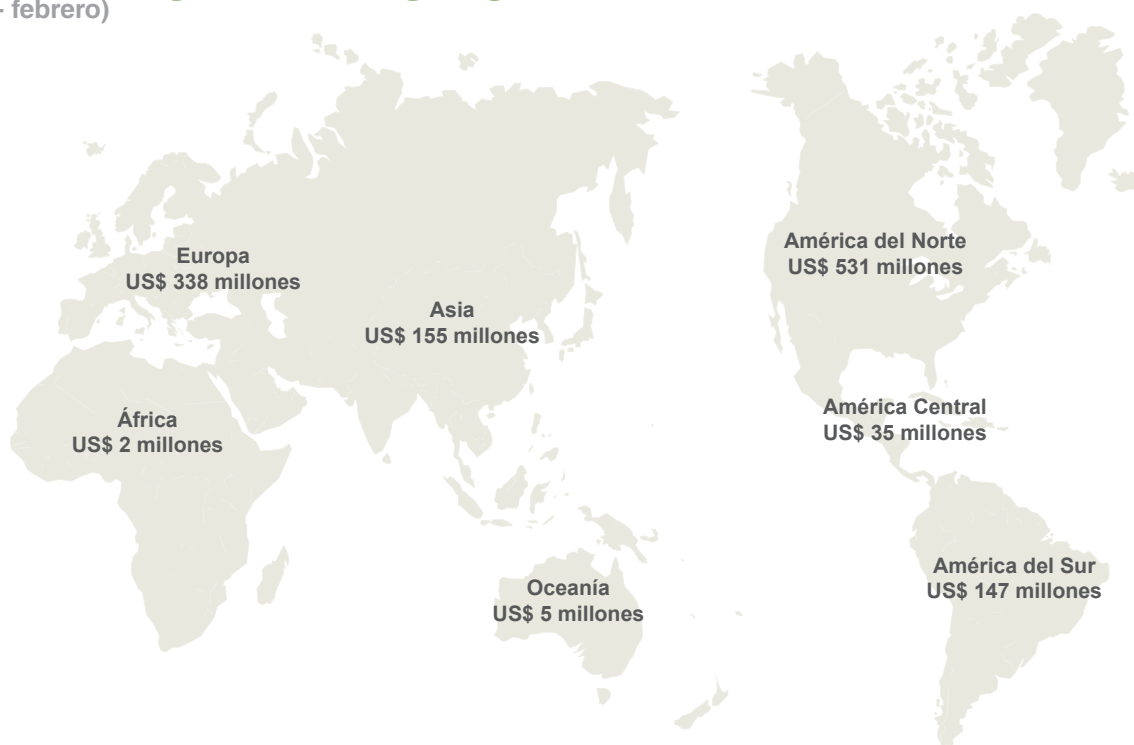 - febrero)
Europa
US$ 338 millones
Asia
US$ 155 millones
África
US$ 2 millones
Oceanía
US$ 5 millones
América del Norte
US$ 531 millones
América Central
US$ 35 millones
América del Sur
US$ 147 millones